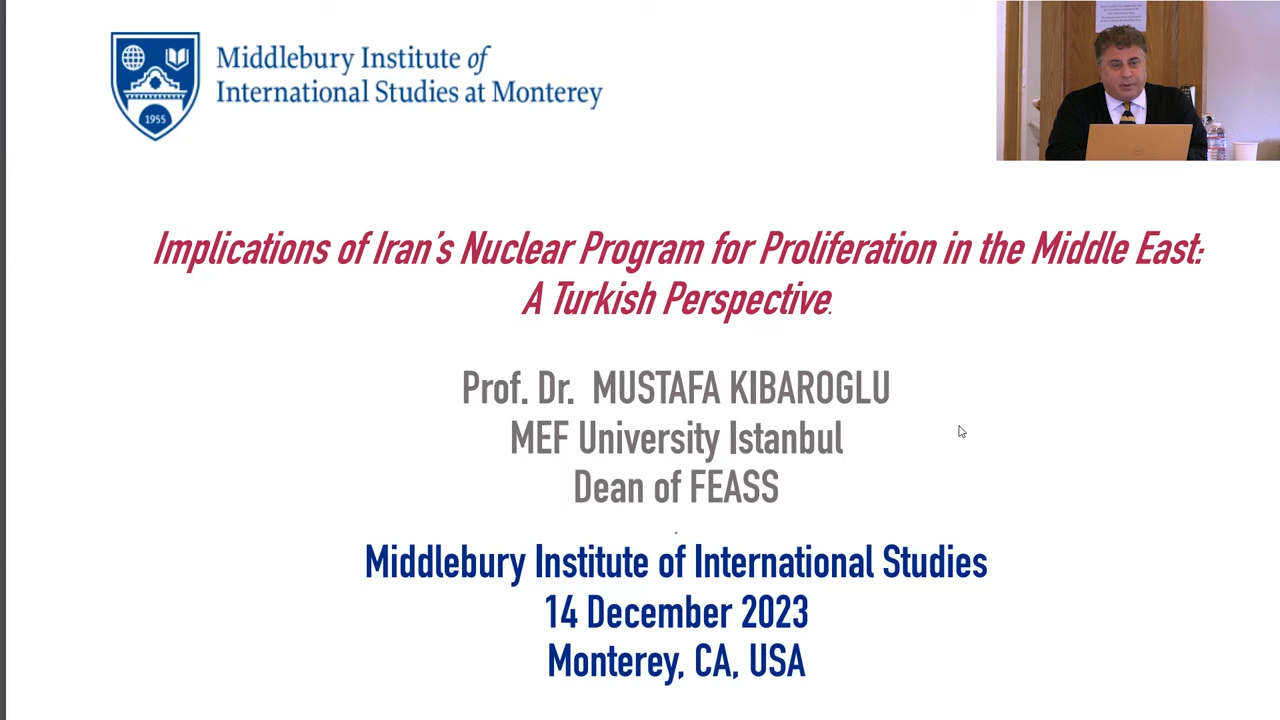 Middlebury Institute of
International Studies at Monterey
1955
Implications of Iran's Nuclear Program for Proliferation in the Middle East:
A Turkish Perspective.
Prof. Dr. MUSTAFA KIBAROGLU
MEF University Istanbul
Dean of FEASS
Middlebury Institute of International Studies
14 December 2023
Monterey, CA, USA